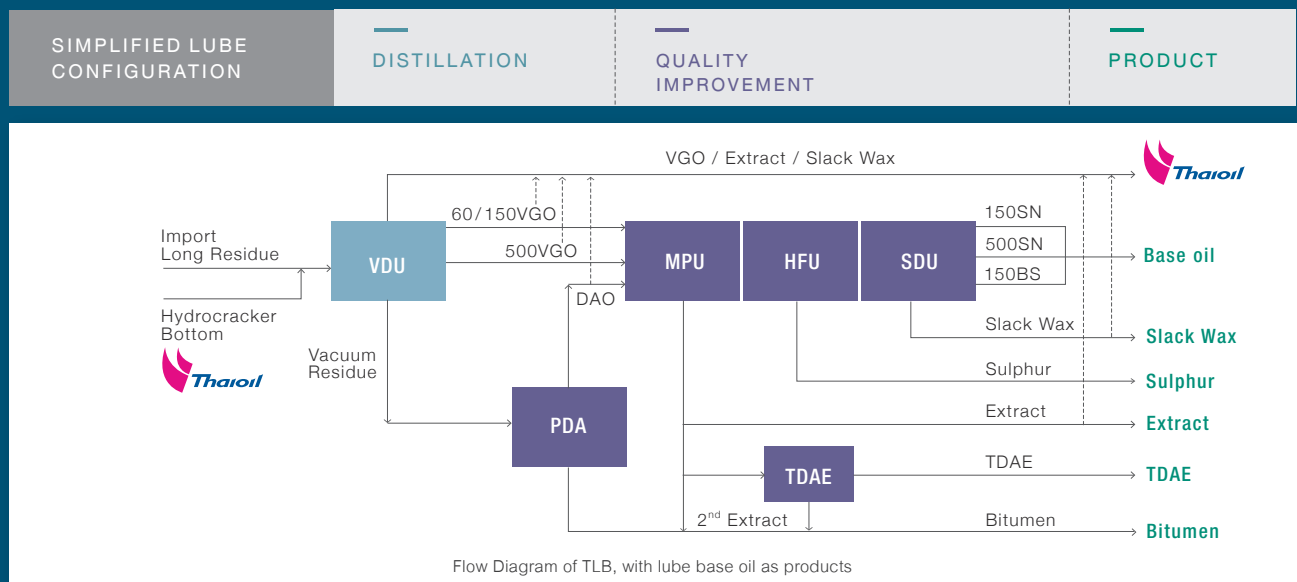 SIMPLIFIED LUBE
CONFIGURATION
DISTILLATION
QUALITY
IMPROVEMENT
PRODUCT
VGO / Extract / Slack Wax
Thaioil
60/150VGO
Import
Long Residue
VDU
500VGO
MPU
HFU
SDU
150SN
500SN
150BS
Base oil
DAO
Hydrocracker
Bottom
Thaioil
Vacuum
Residue
Slack Wax
Slack Wax
Sulphur
Sulphur
PDA
Extract
Extract
TDAE
TDAE
TDAE
2nd Extract
Bitumen
Bitumen
Flow Diagram of TLB, with lube base oil as products